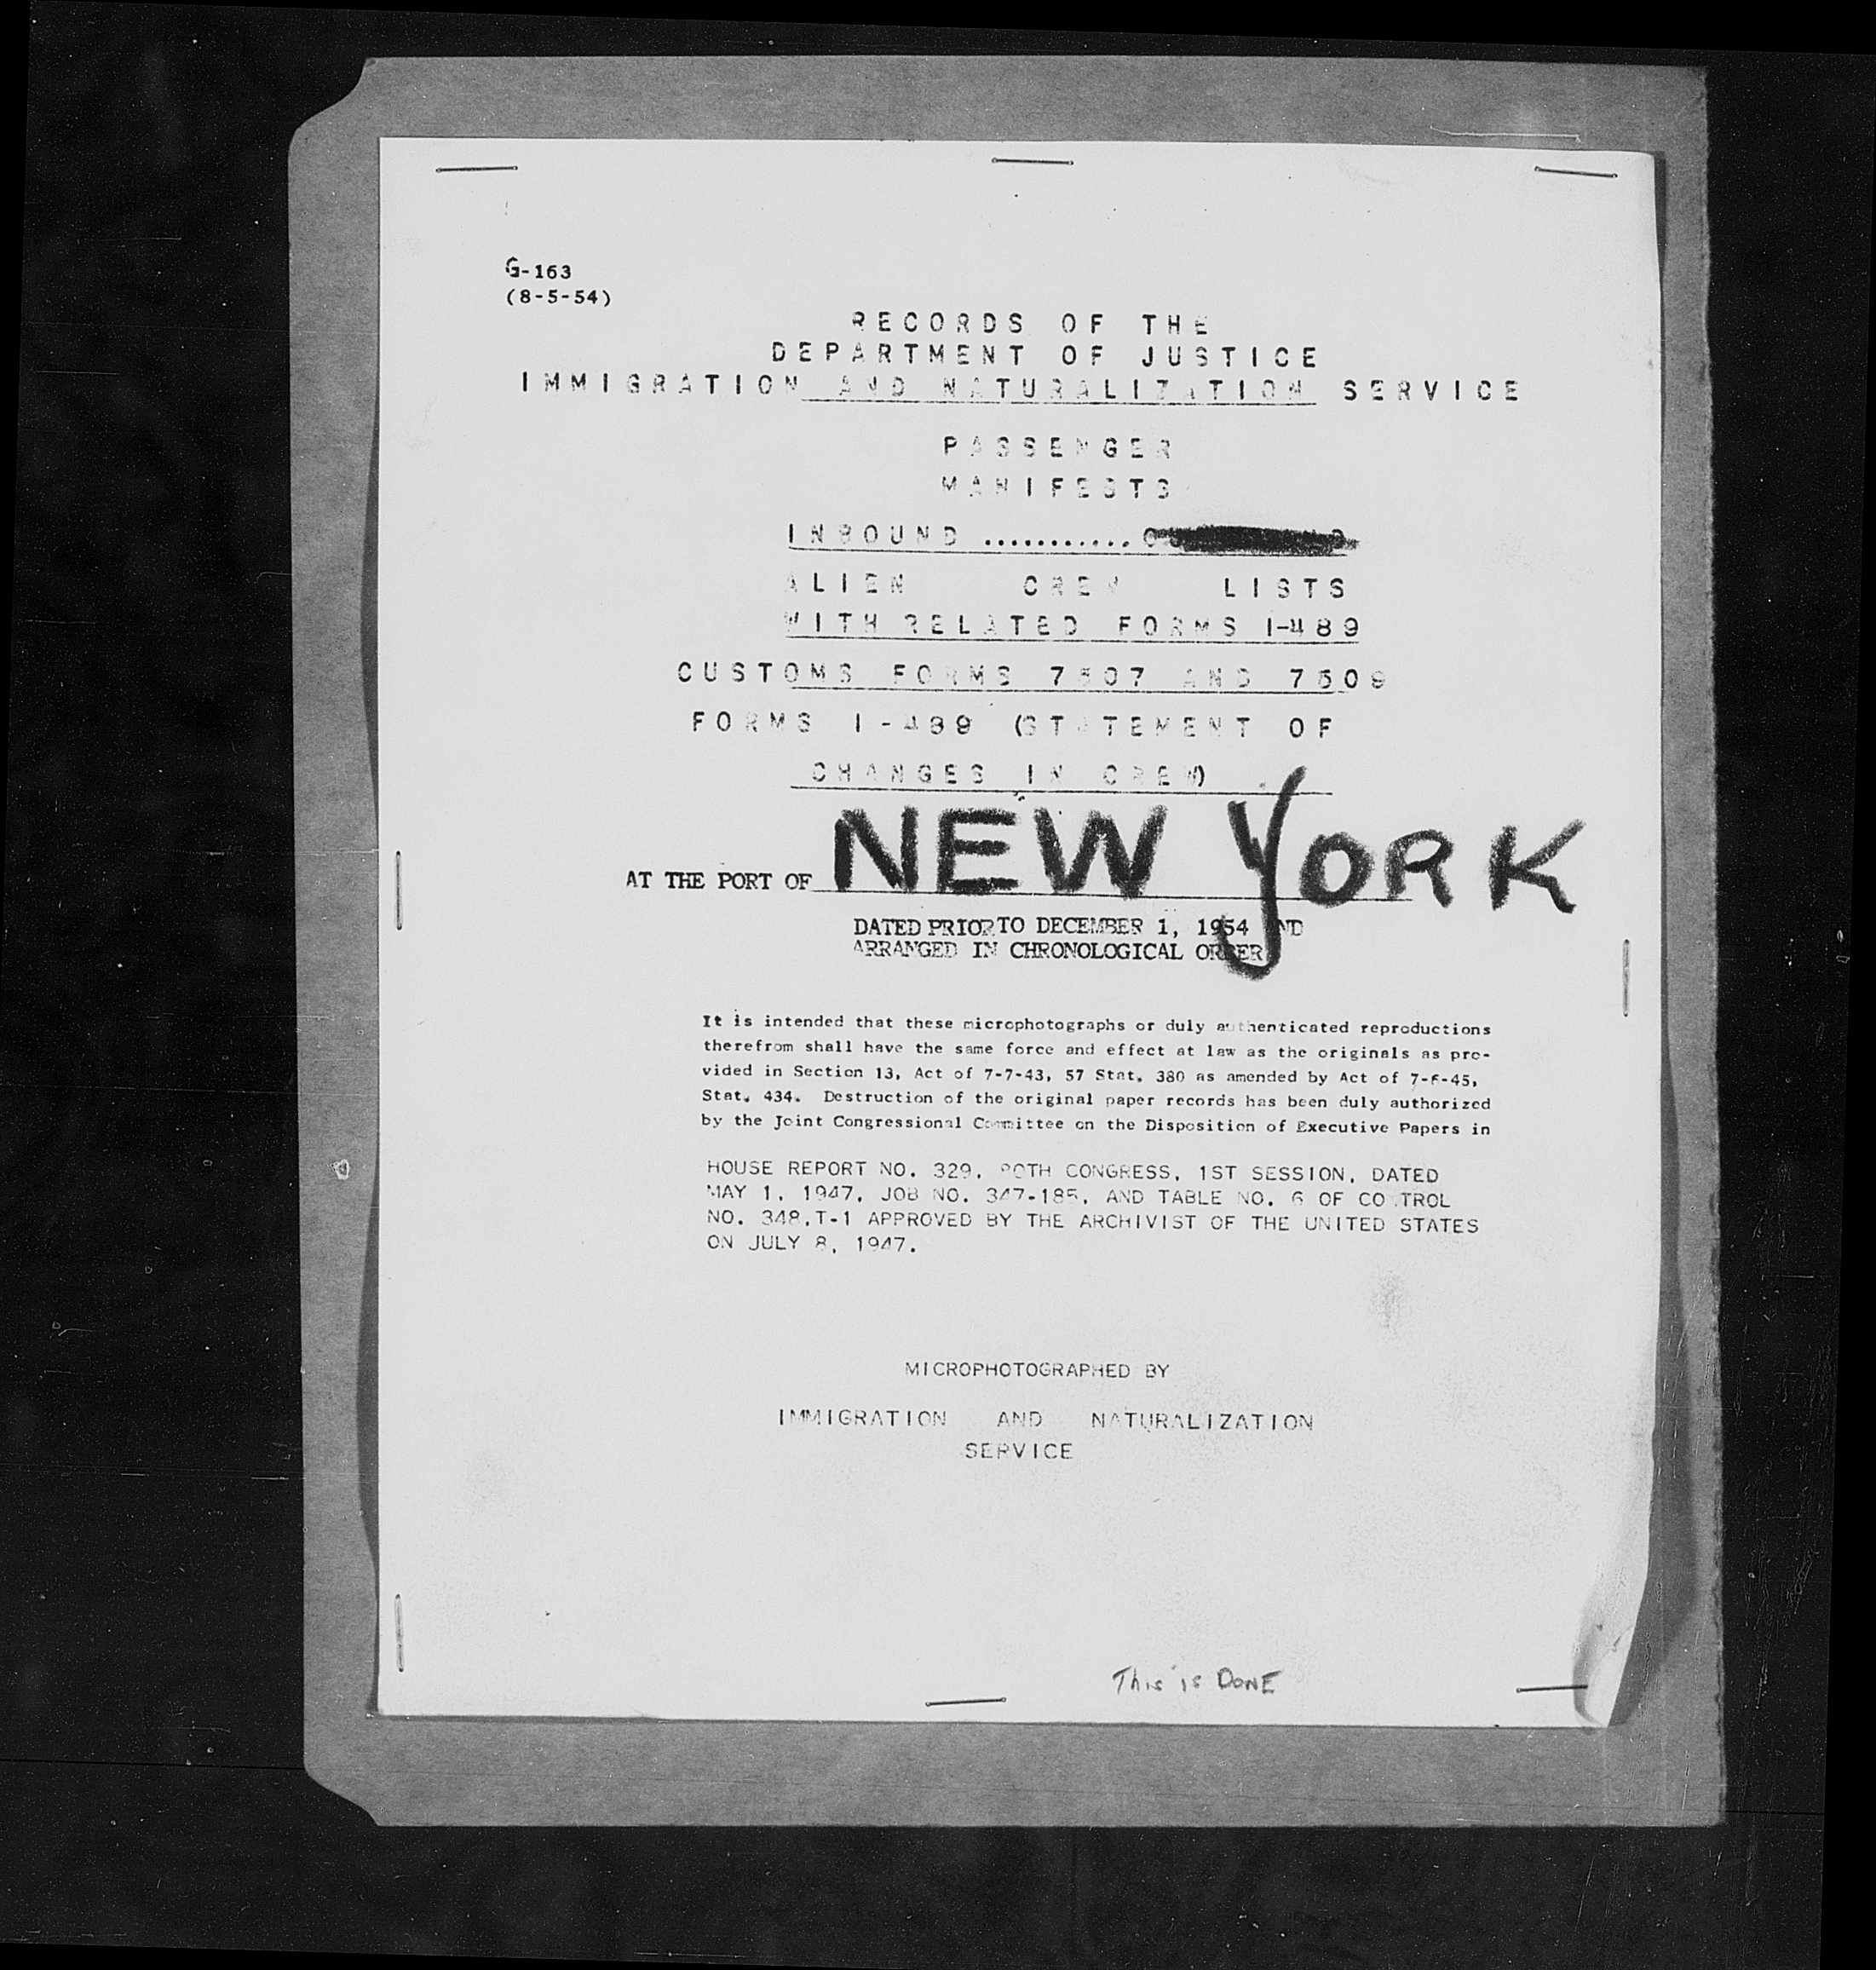 G-163
(8-5-54)
RECORDS OF THE
DEPARTMENT OF JUSTICE
IMMIGRATION AND NATURALIZATION SERVICE
PASSENGER
MANIFESTS
INBOUND ...........
ALIEN CREW LISTS
WITH RELATED FORMS I-489
CUSTOMS FORMS 7507 AND 7509
FORMS I-489 (STATEMENT OF
CHANGES IN CREW)
AT THE PORT OF NEW YORK
DATED PRIOR TO DECEMBER 1, 1954 AND
ARRANGED IN CHRONOLOGICAL ORDER
It is intended that these microphotographs or duly authenticated reproductions
therefrom shall have the same force and effect at law as the originals as pro-
vided in Section 13, Act of 7-7-43, 57 Stat. 380 as amended by Act of 7-6-45,
Stat. 434. Destruction of the original paper records has been duly authorized
by the Joint Congressional Committee on the Disposition of Executive Papers in
HOUSE REPORT NO. 329, 80TH CONGRESS, 1ST SESSION, DATED
MAY 1, 1947, JOB NO. 347-185, AND TABLE NO. 6 OF CONTROL
NO. 348,T-1 APPROVED BY THE ARCHIVIST OF THE UNITED STATES
ON JULY 8, 1947.
MICROPHOTOGRAPHED BY
IMMIGRATION AND NATURALIZATION
SERVICE
This is DONE